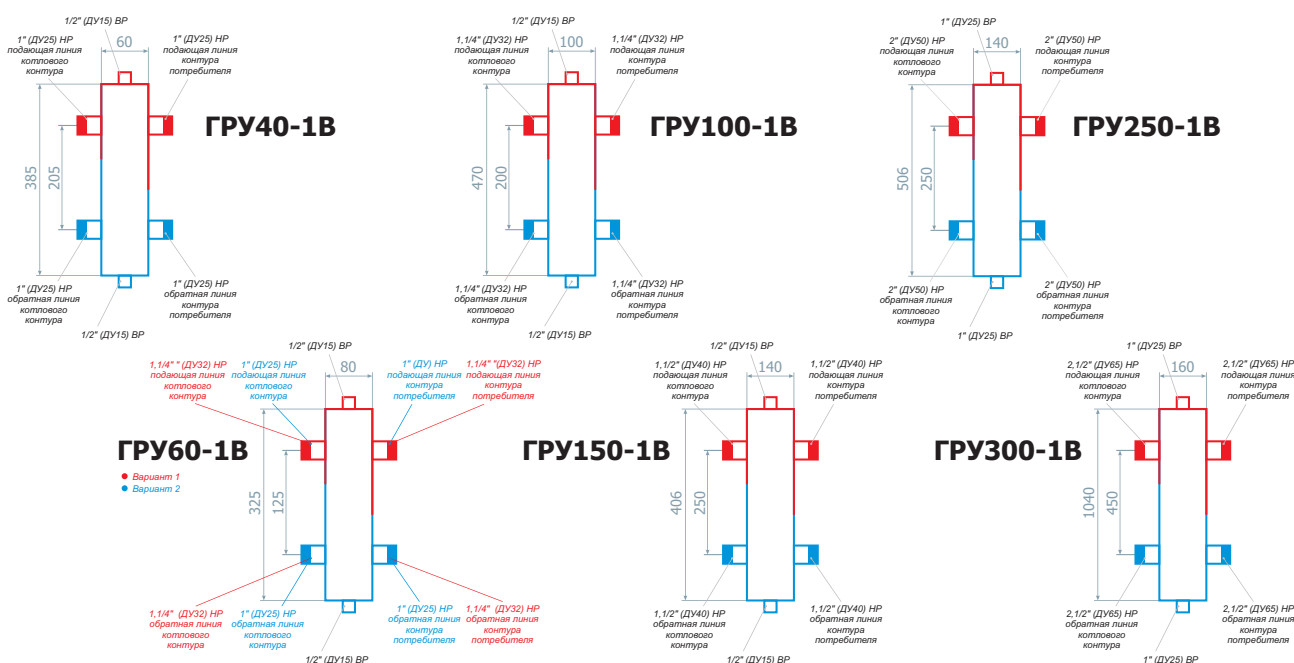 1/2" (ДУ15) ВР
1" (ДУ25) НР
подающая линия
котлового
контура
60
1" (ДУ25) НР
подающая линия
контура
потребителя
385
205
ГРУ40-1В
1" (ДУ25) НР
обратная линия
котлового
контура
1" (ДУ25) НР
обратная линия
контура
потребителя
1/2" (ДУ15) ВР
1/2" (ДУ15) ВР
1,1/4" (ДУ32) НР
подающая линия
котлового
контура
100
1,1/4" (ДУ32) НР
подающая линия
контура
потребителя
470
200
ГРУ100-1В
1,1/4" (ДУ32) НР
обратная линия
котлового
контура
1,1/4" (ДУ32) НР
обратная линия
контура
потребителя
1/2" (ДУ15) ВР
1" (ДУ25) ВР
2" (ДУ50) НР
подающая линия
котлового
контура
140
2" (ДУ50) НР
подающая линия
контура
потребителя
506
250
ГРУ250-1В
2" (ДУ50) НР
обратная линия
котлового
контура
2" (ДУ50) НР
обратная линия
контура
потребителя
1" (ДУ25) ВР
1/2" (ДУ15) ВР
1,1/4" " (ДУ32) НР
подающая линия
котлового
контура
1" (ДУ25) НР
подающая линия
котлового
контура
80
1" (ДУ) НР
подающая линия
контура
потребителя
1,1/4" "(ДУ32) НР
подающая линия
контура
потребителя
ГРУ60-1В
Вариант 1
Вариант 2
325
125
1,1/4" (ДУ32) НР
обратная линия
котлового
контура
1" (ДУ25) НР
обратная линия
котлового
контура
1" (ДУ25) НР
обратная линия
контура
потребителя
1,1/4" (ДУ32) НР
обратная линия
контура
потребителя
1/2" (ДУ15) ВР
1/2" (ДУ15) ВР
1,1/2" (ДУ40) НР
подающая линия
котлового
контура
140
1,1/2" (ДУ40) НР
подающая линия
контура
потребителя
ГРУ150-1В
406
250
1,1/2" (ДУ40) НР
обратная линия
котлового
контура
1,1/2" (ДУ40) НР
обратная линия
контура
потребителя
1/2" (ДУ15) ВР
1" (ДУ25) ВР
2,1/2" (ДУ65) НР
подающая линия
котлового
контура
160
2,1/2" (ДУ65) НР
подающая линия
контура
потребителя
ГРУ300-1В
1040
450
2,1/2" (ДУ65) НР
обратная линия
котлового
контура
2,1/2" (ДУ65) НР
обратная линия
контура
потребителя
1" (ДУ25) ВР